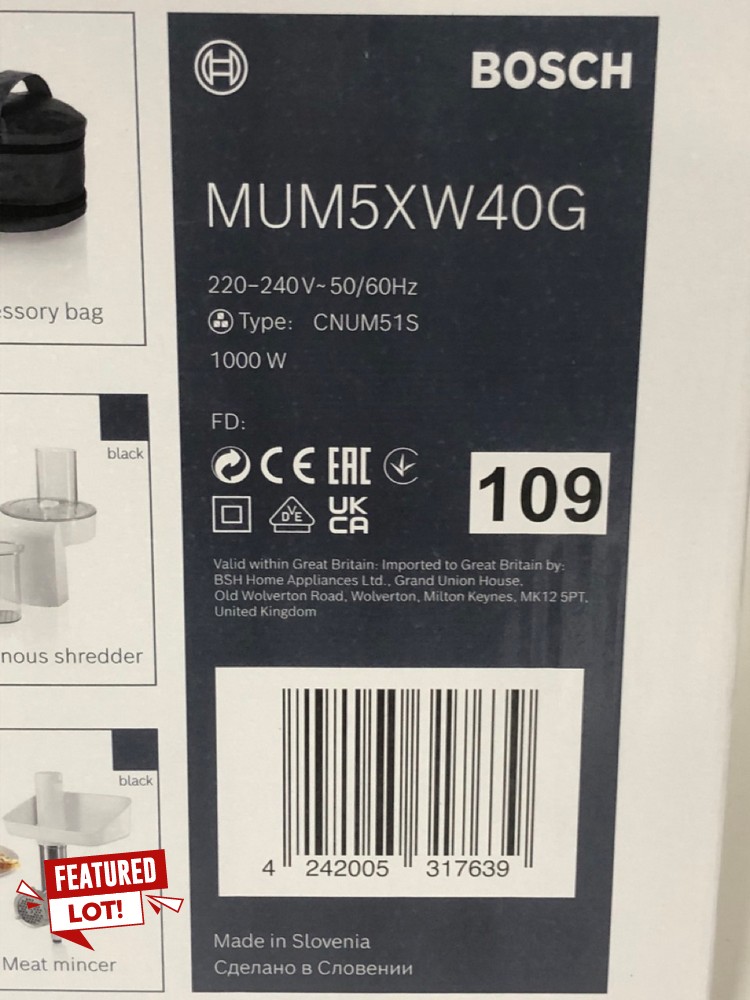 BOSCH
MUM5XW40G
220–240 V~ 50/60Hz
Type: CNUM51S
1000 W
FD:
CE EAC
DVE UK
CA
109
Valid within Great Britain: Imported to Great Britain by:
BSH Home Appliances Ltd., Grand Union House,
Old Wolverton Road, Wolverton, Milton Keynes, MK12 5PT,
United Kingdom
4 242005 317639
Made in Slovenia
Сделано в Словении
ssory bag
black
nous shredder
black
FEATURED
LOT!
Meat mincer